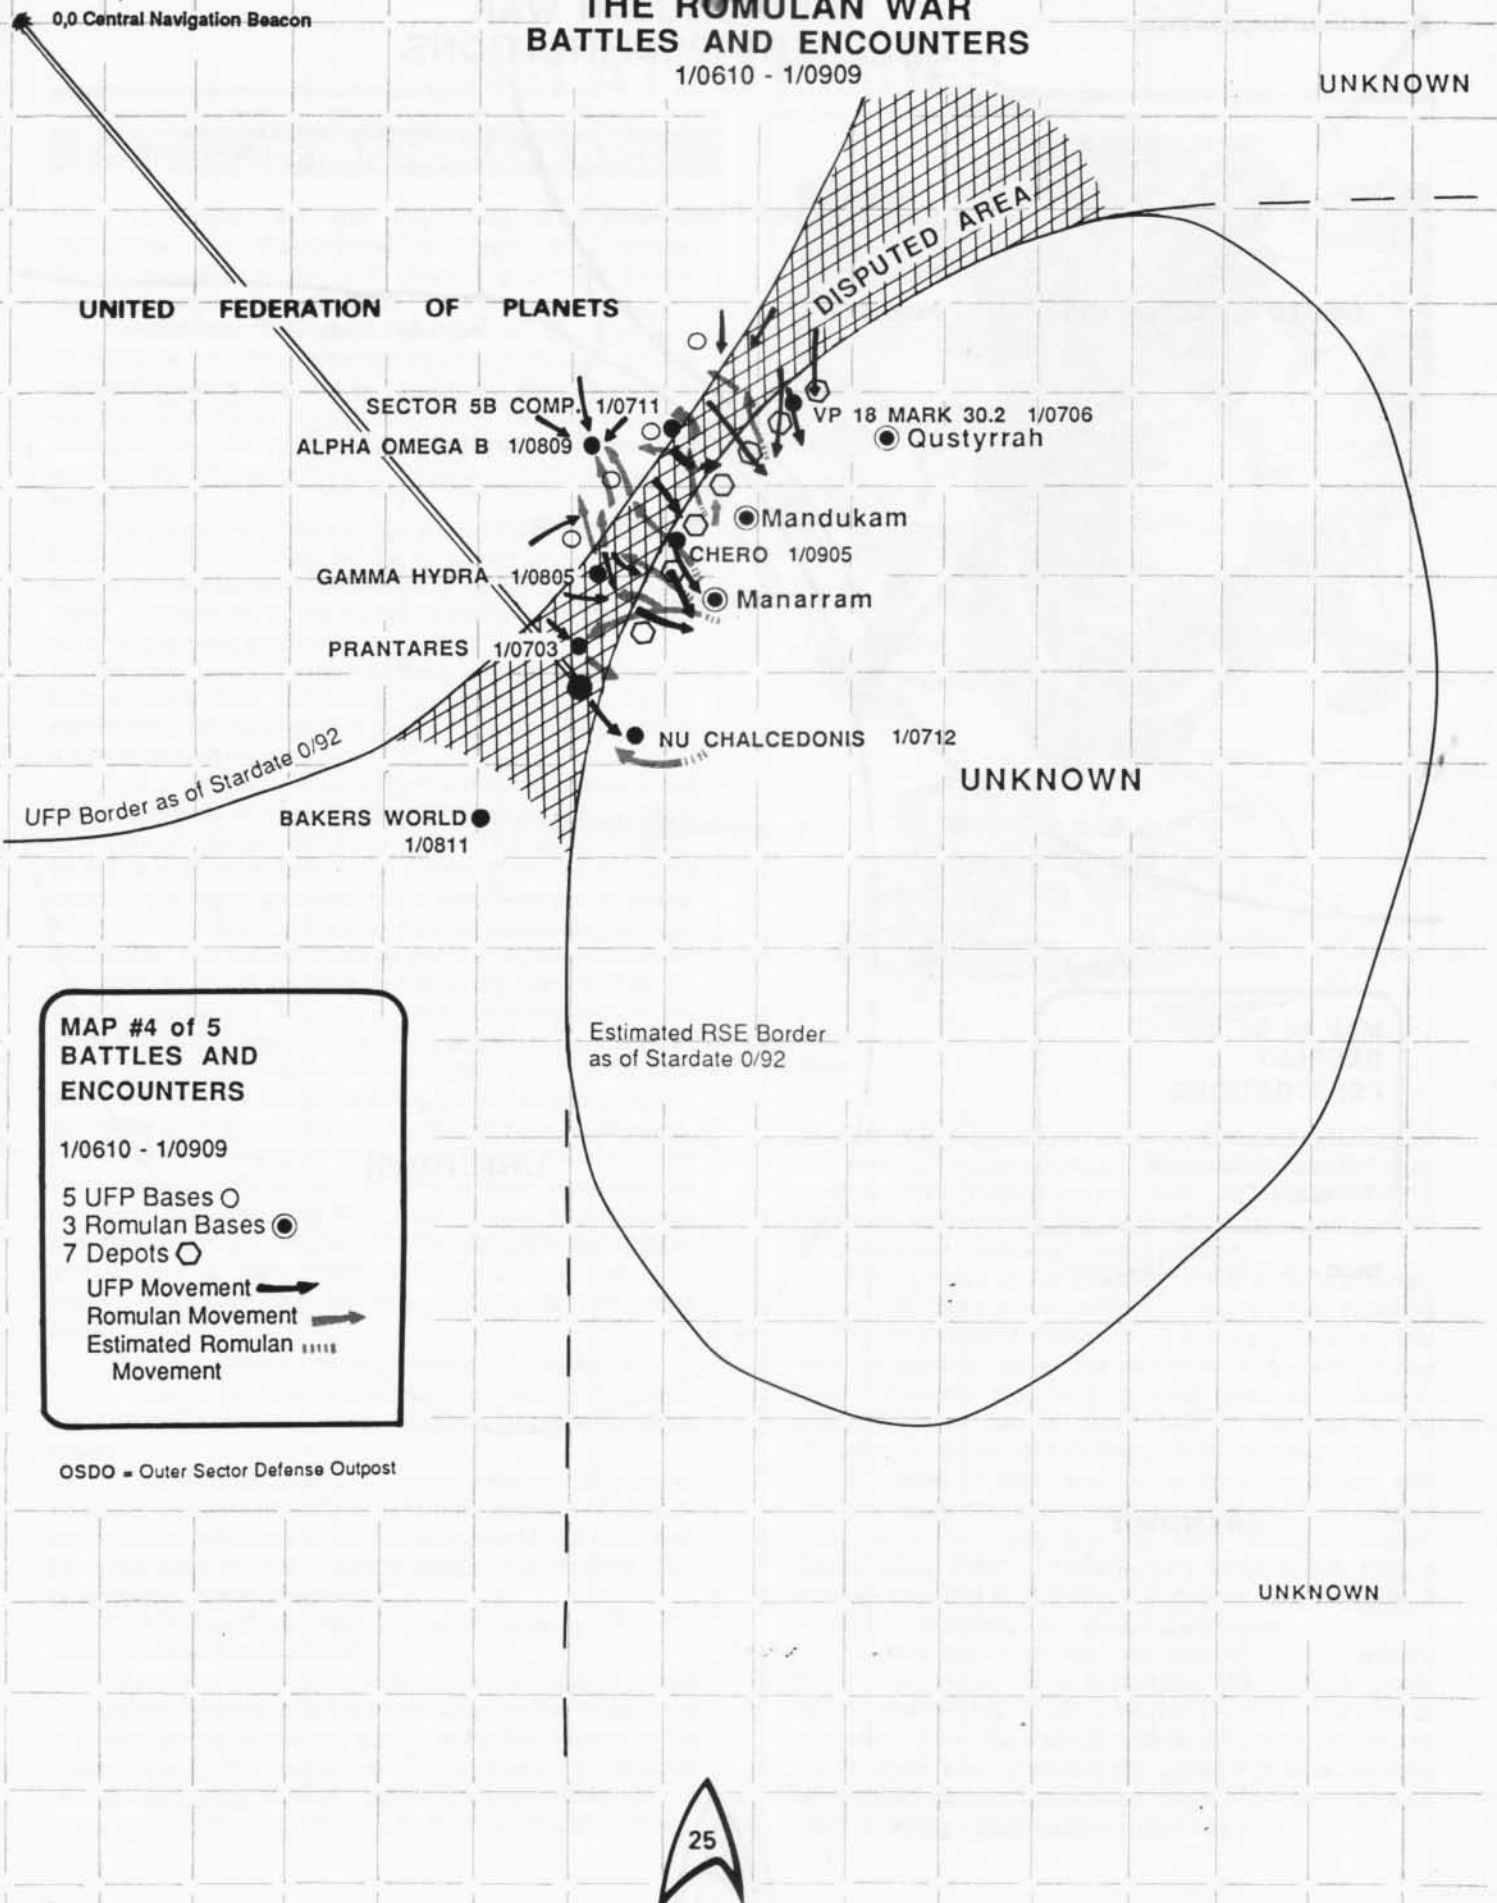 0,0 Central Navigation Beacon
THE ROMULAN WAR
BATTLES AND ENCOUNTERS
1/0610 - 1/0909
UNKNOWN
DISPUTED AREA
UNITED FEDERATION OF PLANETS
SECTOR 5B COMP. 1/0711
VP 18 MARK 30.2 1/0706
ALPHA OMEGA B 1/0809
Qustyrrah
Mandukam
CHERO 1/0905
GAMMA HYDRA 1/0805
Manarram
PRANTARES 1/0703
NU CHALCEDONIS 1/0712
UFP Border as of Stardate 0/92
UNKNOWN
BAKERS WORLD
1/0811
Estimated RSE Border
as of Stardate 0/92
MAP #4 of 5
BATTLES AND
ENCOUNTERS
1/0610 - 1/0909
5 UFP Bases
3 Romulan Bases
7 Depots
UFP Movement
Romulan Movement
Estimated Romulan
Movement
OSDO = Outer Sector Defense Outpost
UNKNOWN
25